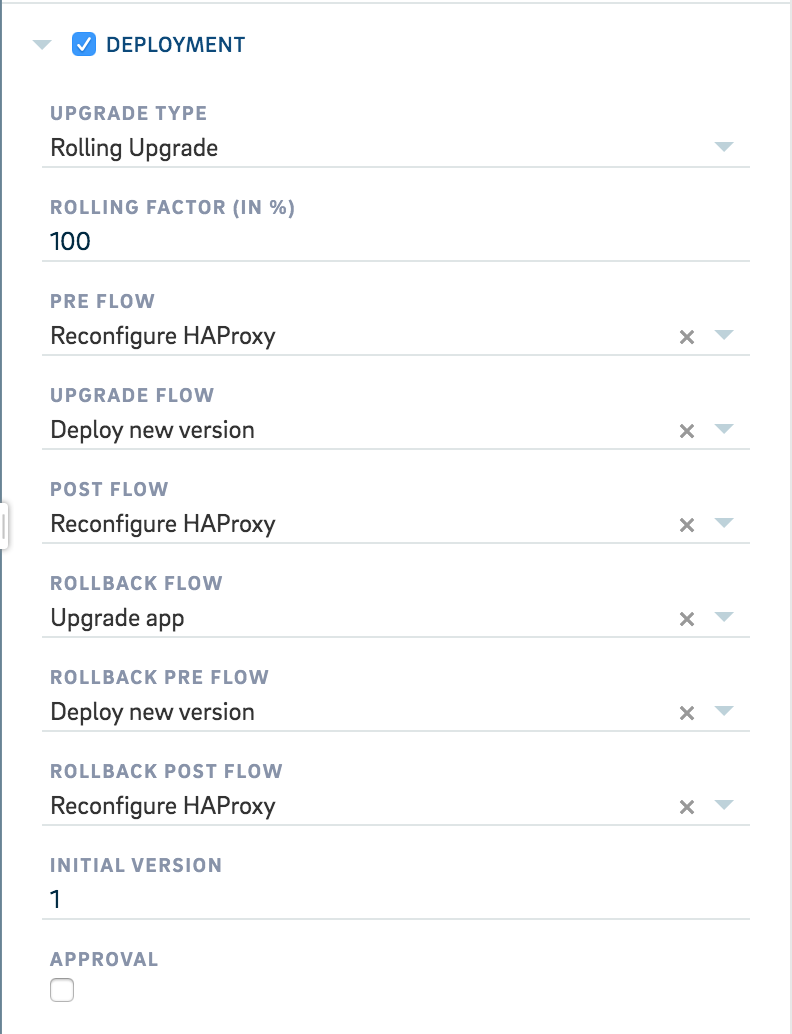 DEPLOYMENT
UPGRADE TYPE
Rolling Upgrade
ROLLING FACTOR (IN %)
100
PRE FLOW
Reconfigure HAProxy
UPGRADE FLOW
Deploy new version
POST FLOW
Reconfigure HAProxy
ROLLBACK FLOW
Upgrade app
ROLLBACK PRE FLOW
Deploy new version
ROLLBACK POST FLOW
Reconfigure HAProxy
INITIAL VERSION
1
APPROVAL